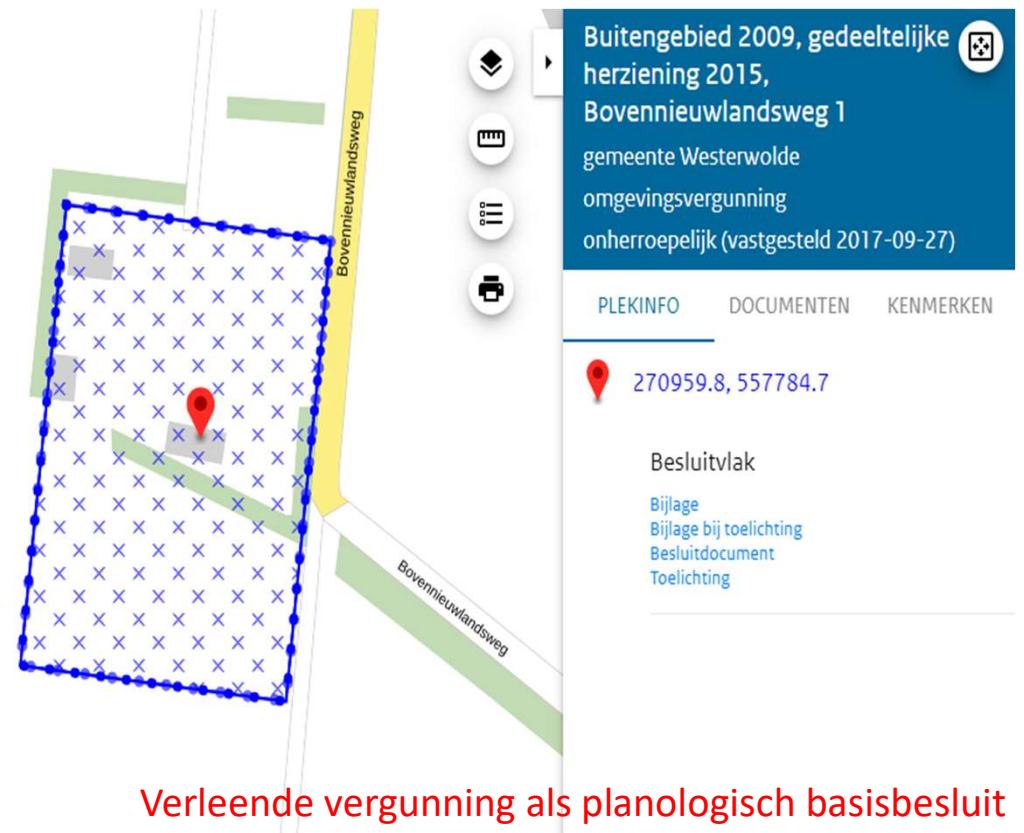 Buitengebied 2009, gedeeltelijke
herziening 2015,
Bovennieuwlandsweg 1
gemeente Westerwolde
omgevingsvergunning
onherroepelijk (vastgesteld 2017-09-27)
PLEKINFO DOCUMENTEN KENMERKEN
270959.8, 557784.7
Besluitvlak
Bijlage
Bijlage bij toelichting
Besluitdocument
Toelichting
Bovennieuwlandsweg
Bovennieuwlandsweg
Verleende vergunning als planologisch basisbesluit